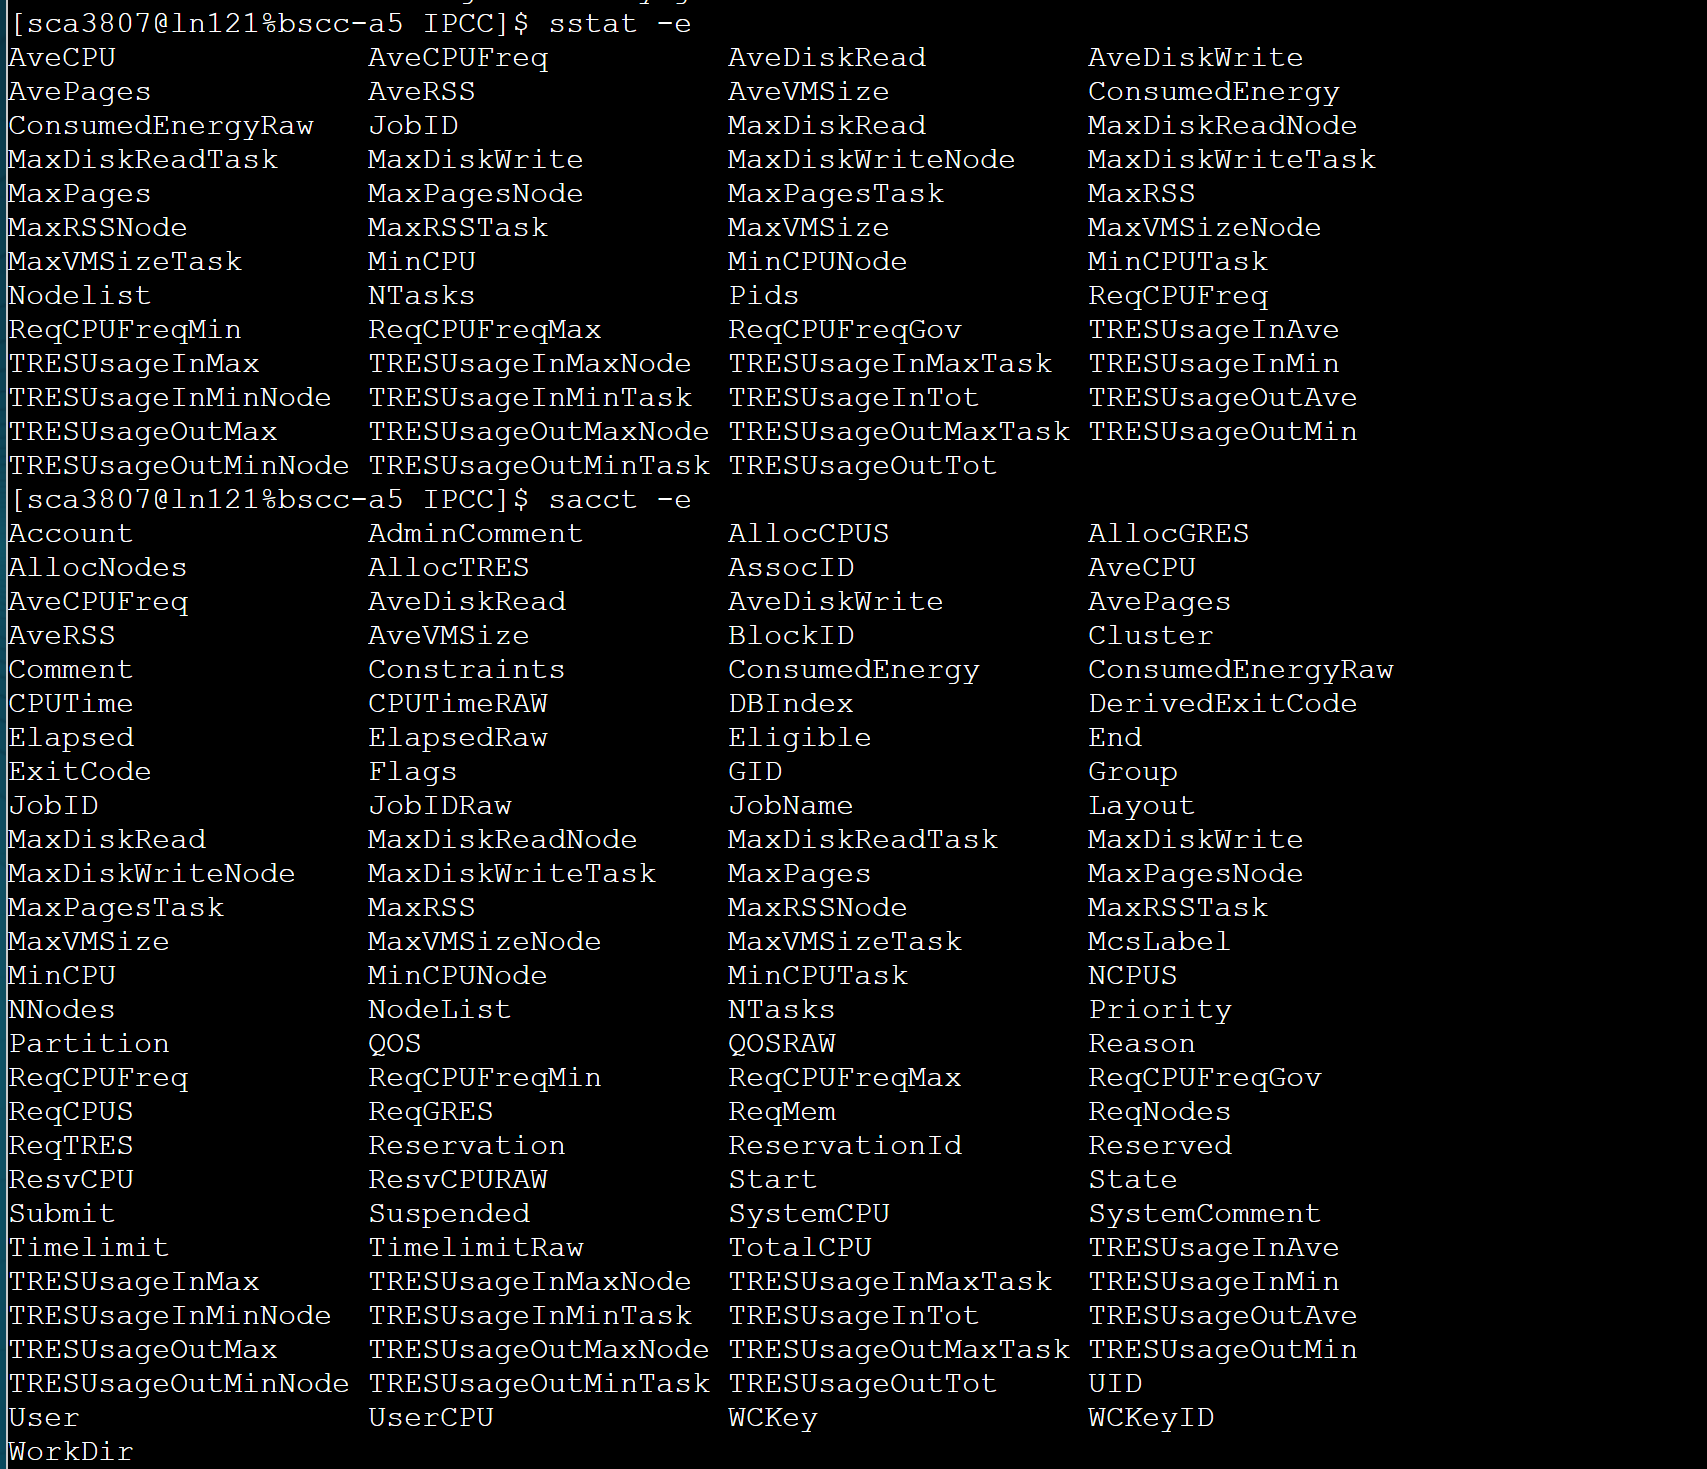 [sca3807@ln121%bscc-a5 IPCC]$ sstat -e
AveCPU AveCPUFreq AveDiskRead AveDiskWrite
AvePages AveRSS AveVMSize ConsumedEnergy
ConsumedEnergyRaw JobID MaxDiskRead MaxDiskReadNode
MaxDiskReadTask MaxDiskWrite MaxDiskWriteNode MaxDiskWriteTask
MaxPages MaxPagesNode MaxPagesTask MaxRSS
MaxRSSNode MaxRSSTask MaxVMSize MaxVMSizeNode
MaxVMSizeTask MinCPU MinCPUNode MinCPUTask
Nodelist NTasks Pids ReqCPUFreq
ReqCPUFreqMin ReqCPUFreqMax ReqCPUFreqGov TRESUsageInAve
TRESUsageInMax TRESUsageInMaxNode TRESUsageInMaxTask TRESUsageInMin
TRESUsageInMinNode TRESUsageInMinTask TRESUsageInTot TRESUsageOutAve
TRESUsageOutMax TRESUsageOutMaxNode TRESUsageOutMaxTask TRESUsageOutMin
TRESUsageOutMinNode TRESUsageOutMinTask TRESUsageOutTot
[sca3807@ln121%bscc-a5 IPCC]$ sacct -e
Account AdminComment AllocCPUS AllocGRES
AllocNodes AllocTRES AssocID AveCPU
AveCPUFreq AveDiskRead AveDiskWrite AvePages
AveRSS AveVMSize BlockID Cluster
Comment Constraints ConsumedEnergy ConsumedEnergyRaw
CPUTime CPUTimeRAW DBIndex DerivedExitCode
Elapsed ElapsedRaw Eligible End
ExitCode Flags GID Group
JobID JobIDRaw JobName Layout
MaxDiskRead MaxDiskReadNode MaxDiskReadTask MaxDiskWrite
MaxDiskWriteNode MaxDiskWriteTask MaxPages MaxPagesNode
MaxPagesTask MaxRSS MaxRSSNode MaxRSSTask
MaxVMSize MaxVMSizeNode MaxVMSizeTask McsLabel
MinCPU MinCPUNode MinCPUTask NCPUS
NNodes NodeList NTasks Priority
Partition QOS QOSRAW Reason
ReqCPUFreq ReqCPUFreqMin ReqCPUFreqMax ReqCPUFreqGov
ReqCPUS ReqGRES ReqMem ReqNodes
ReqTRES Reservation ReservationId Reserved
ResvCPU ResvCPURAW Start State
Submit Suspended SystemCPU SystemComment
Timelimit TimelimitRaw TotalCPU TRESUsageInAve
TRESUsageInMax TRESUsageInMaxNode TRESUsageInMaxTask TRESUsageInMin
TRESUsageInMinNode TRESUsageInMinTask TRESUsageInTot TRESUsageOutAve
TRESUsageOutMax TRESUsageOutMaxNode TRESUsageOutMaxTask TRESUsageOutMin
TRESUsageOutMinNode TRESUsageOutMinTask TRESUsageOutTot UID
User UserCPU WCKey WCKeyID
WorkDir